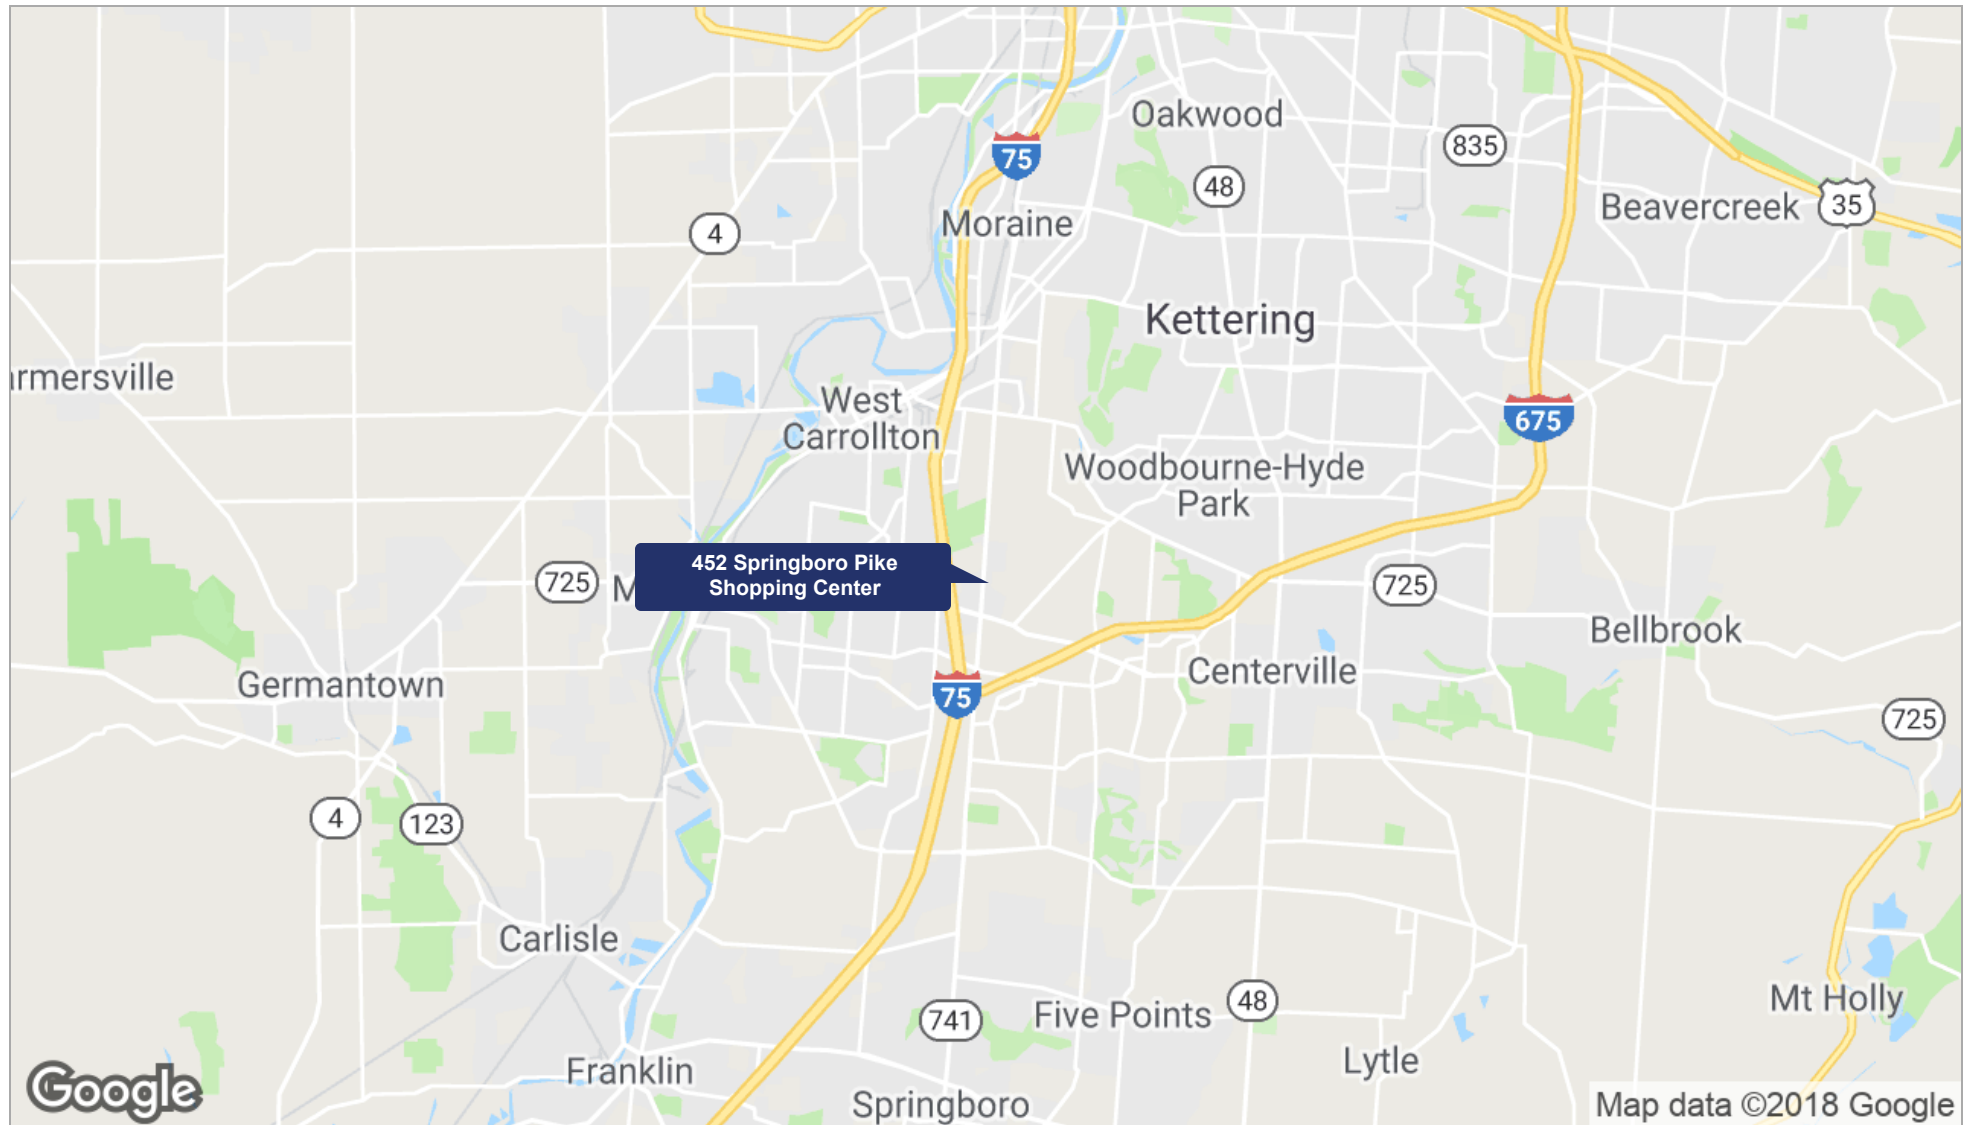 Oakwood
835
75
48
Beavercreek
35
Moraine
4
Kettering
armersville
West
Carrollton
675
Woodbourne-Hyde
Park
452 Springboro Pike
Shopping Center
725
M
725
Bellbrook
Centerville
Germantown
75
725
4
123
Carlisle
Mt Holly
48
Five Points
741
Lytle
Franklin
Springboro
Google
Map data ©2018 Google